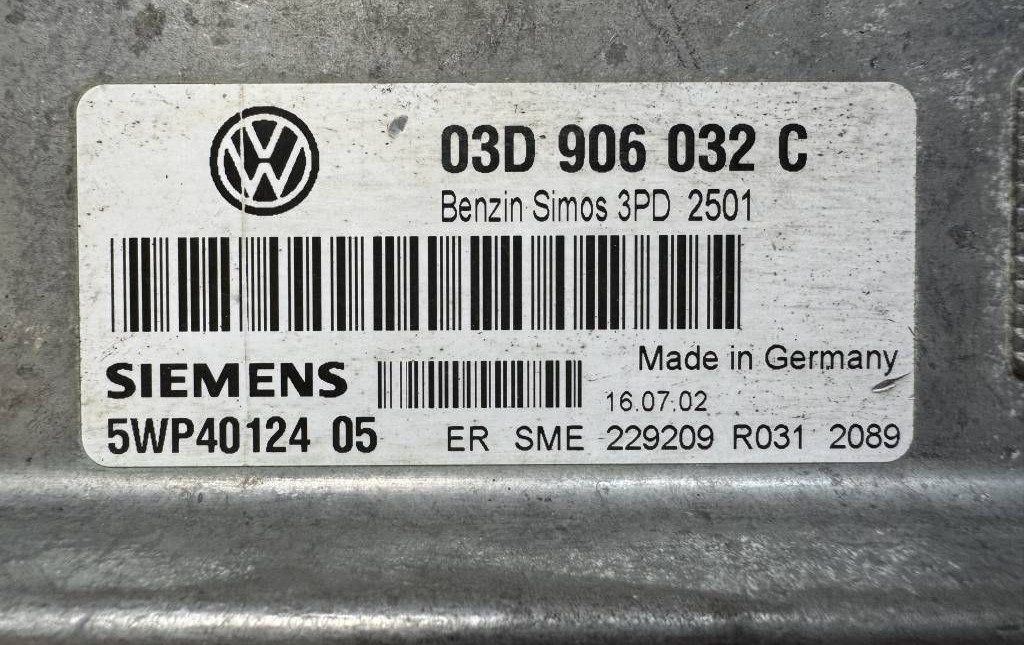 03D 906 032 C
Benzin Simos 3PD 2501
Made in Germany
SIEMENS
16.07.02
5WP40124 05
ER SME 229209 R031 2089